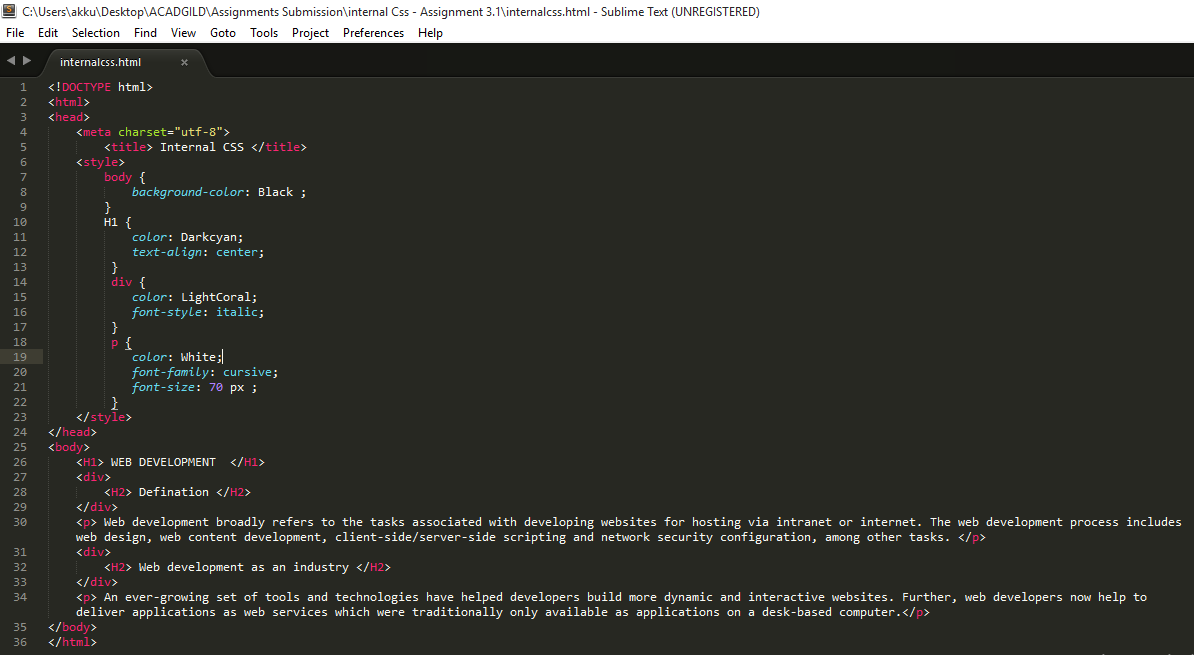 C:\Users\akku\Desktop\ACADGILD\Assignments Submission\internal Css - Assignment 3.1\internalcss.html - Sublime Text (UNREGISTERED)
File Edit Selection Find View Goto Tools Project Preferences Help
internalcss.html ×
1 <!DOCTYPE html>
2 <html>
3 <head>
4     <meta charset="utf-8">
5         <title> Internal CSS </title>
6     <style>
7         body {
8             background-color: Black ;
9         }
10         H1 {
11             color: Darkcyan;
12             text-align: center;
13          }
14          div {
15             color: LightCoral;
16             font-style: italic;
17          }
18          p {
19             color: White;
20             font-family: cursive;
21             font-size: 70 px ;
22          }
23     </style>
24 </head>
25 <body>
26     <H1> WEB DEVELOPMENT  </H1>
27     <div>
28         <H2> Defination </H2>
29     </div>
30     <p> Web development broadly refers to the tasks associated with developing websites for hosting via intranet or internet. The web development process includes
web design, web content development, client-side/server-side scripting and network security configuration, among other tasks. </p>
31     <div>
32         <H2> Web development as an industry </H2>
33     </div>
34     <p> An ever-growing set of tools and technologies have helped developers build more dynamic and interactive websites. Further, web developers now help to
deliver applications as web services which were traditionally only available as applications on a desk-based computer.</p>
35 </body>
36 </html>